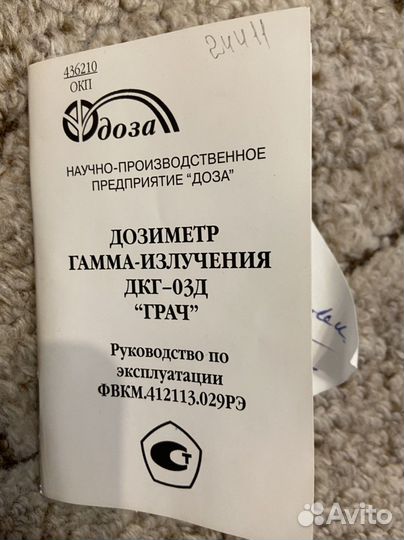 24411
436210
ОКП
доза
НАУЧНО-ПРОИЗВОДСТВЕННОЕ
ПРЕДПРИЯТИЕ "ДОЗА"
ДОЗИМЕТР
ГАММА-ИЗЛУЧЕНИЯ
ДКГ-03Д
"ГРАЧ"
Руководство по
эксплуатации
ФВКМ.412113.029РЭ
Avito